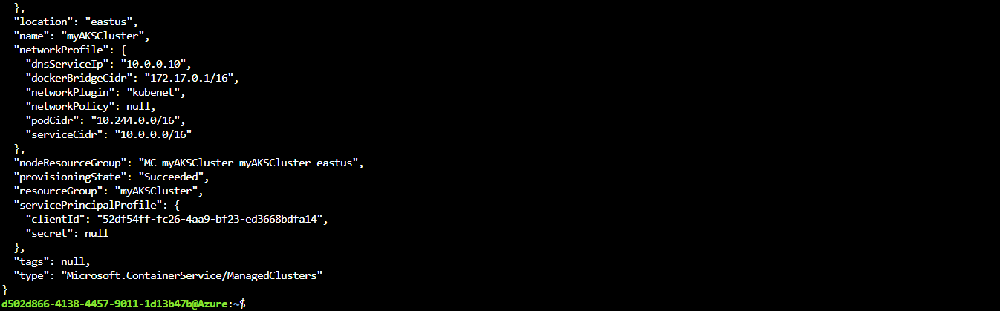 },
  "location": "eastus",
  "name": "myAKSCluster",
  "networkProfile": {
    "dnsServiceIp": "10.0.0.10",
    "dockerBridgeCidr": "172.17.0.1/16",
    "networkPlugin": "kubenet",
    "networkPolicy": null,
    "podCidr": "10.244.0.0/16",
    "serviceCidr": "10.0.0.0/16"
  },
  "nodeResourceGroup": "MC_myAKSCluster_myAKSCluster_eastus",
  "provisioningState": "Succeeded",
  "resourceGroup": "myAKSCluster",
  "servicePrincipalProfile": {
    "clientId": "52df54ff-fc26-4aa9-bf23-ed3668bdfa14",
    "secret": null
  },
  "tags": null,
  "type": "Microsoft.ContainerService/ManagedClusters"
}
d502d866-4138-4457-9011-1d13b47b@Azure:~$